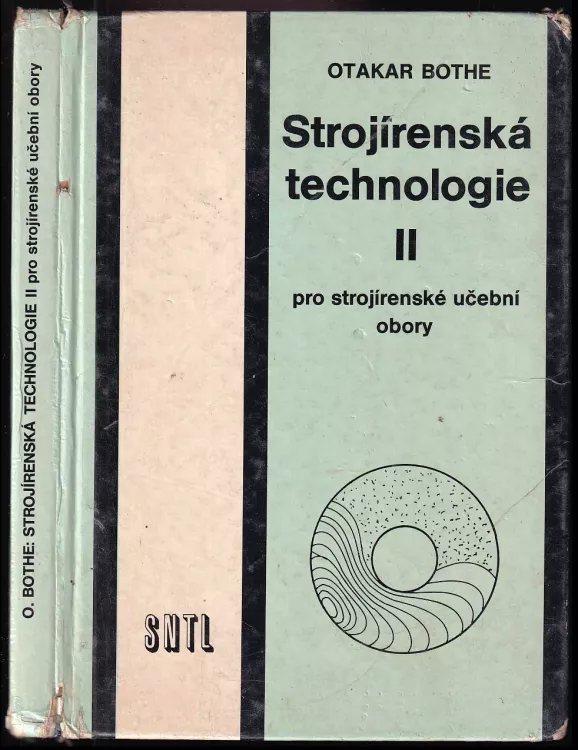 O. BOTHE: STROJÍRENSKÁ TECHNOLOGIE II pro strojírenské učební obory
OTAKAR BOTHE
Strojírenská
technologie
II
pro strojírenské učební
obory
SNTL